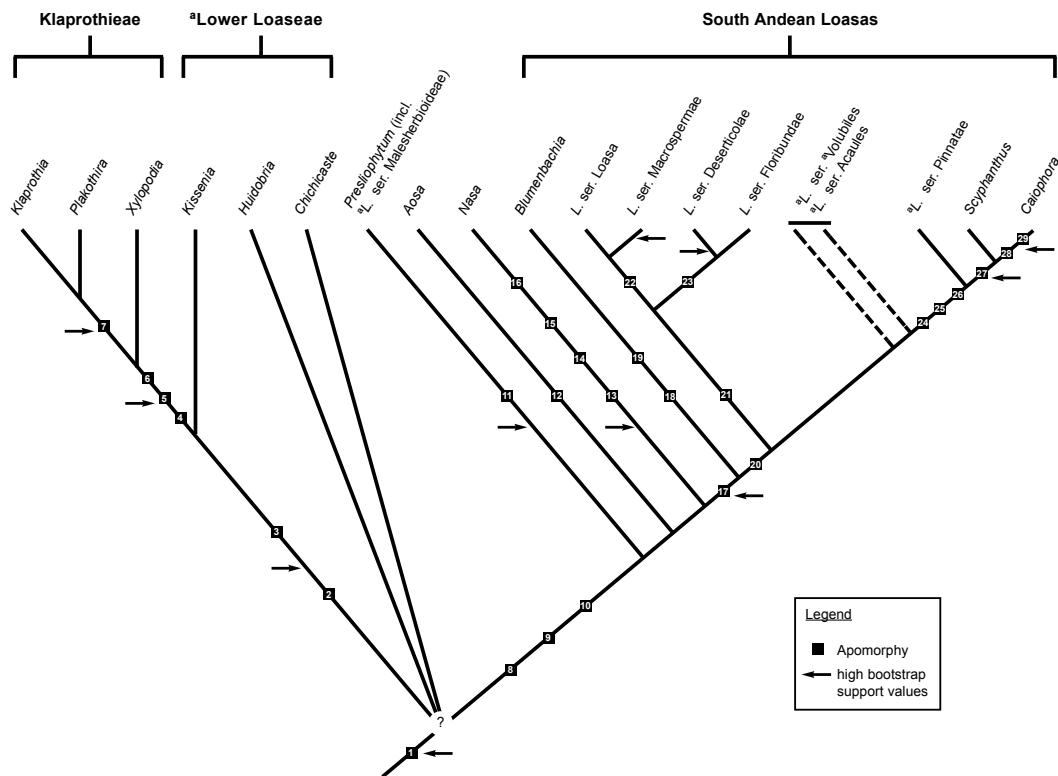 Klaprothieae
ªLower Loaseae
South Andean Loasas
Klaprothia
Plakothira
Xylopodia
Kissenia
Huidobria
Chichicaste
Presliophytum (incl.
ªL. ser. Malesherbioideae)
Aosa
Nasa
Blumenbachia
L. ser. Loasa
L. ser. Macrospermae
L. ser. Deserticolae
L. ser. Floribundae
ªL. ser. ªVolubiles
ªL. ser. Acaules
ªL. ser. Pinnatae
Scyphanthus
Caiophora
29
28
27
26
25
24
23
22
16
15
14
13
19
18
21
20
17
12
11
7
6
5
4
3
2
10
9
8
?
1
Legend
Apomorphy
high bootstrap
support values